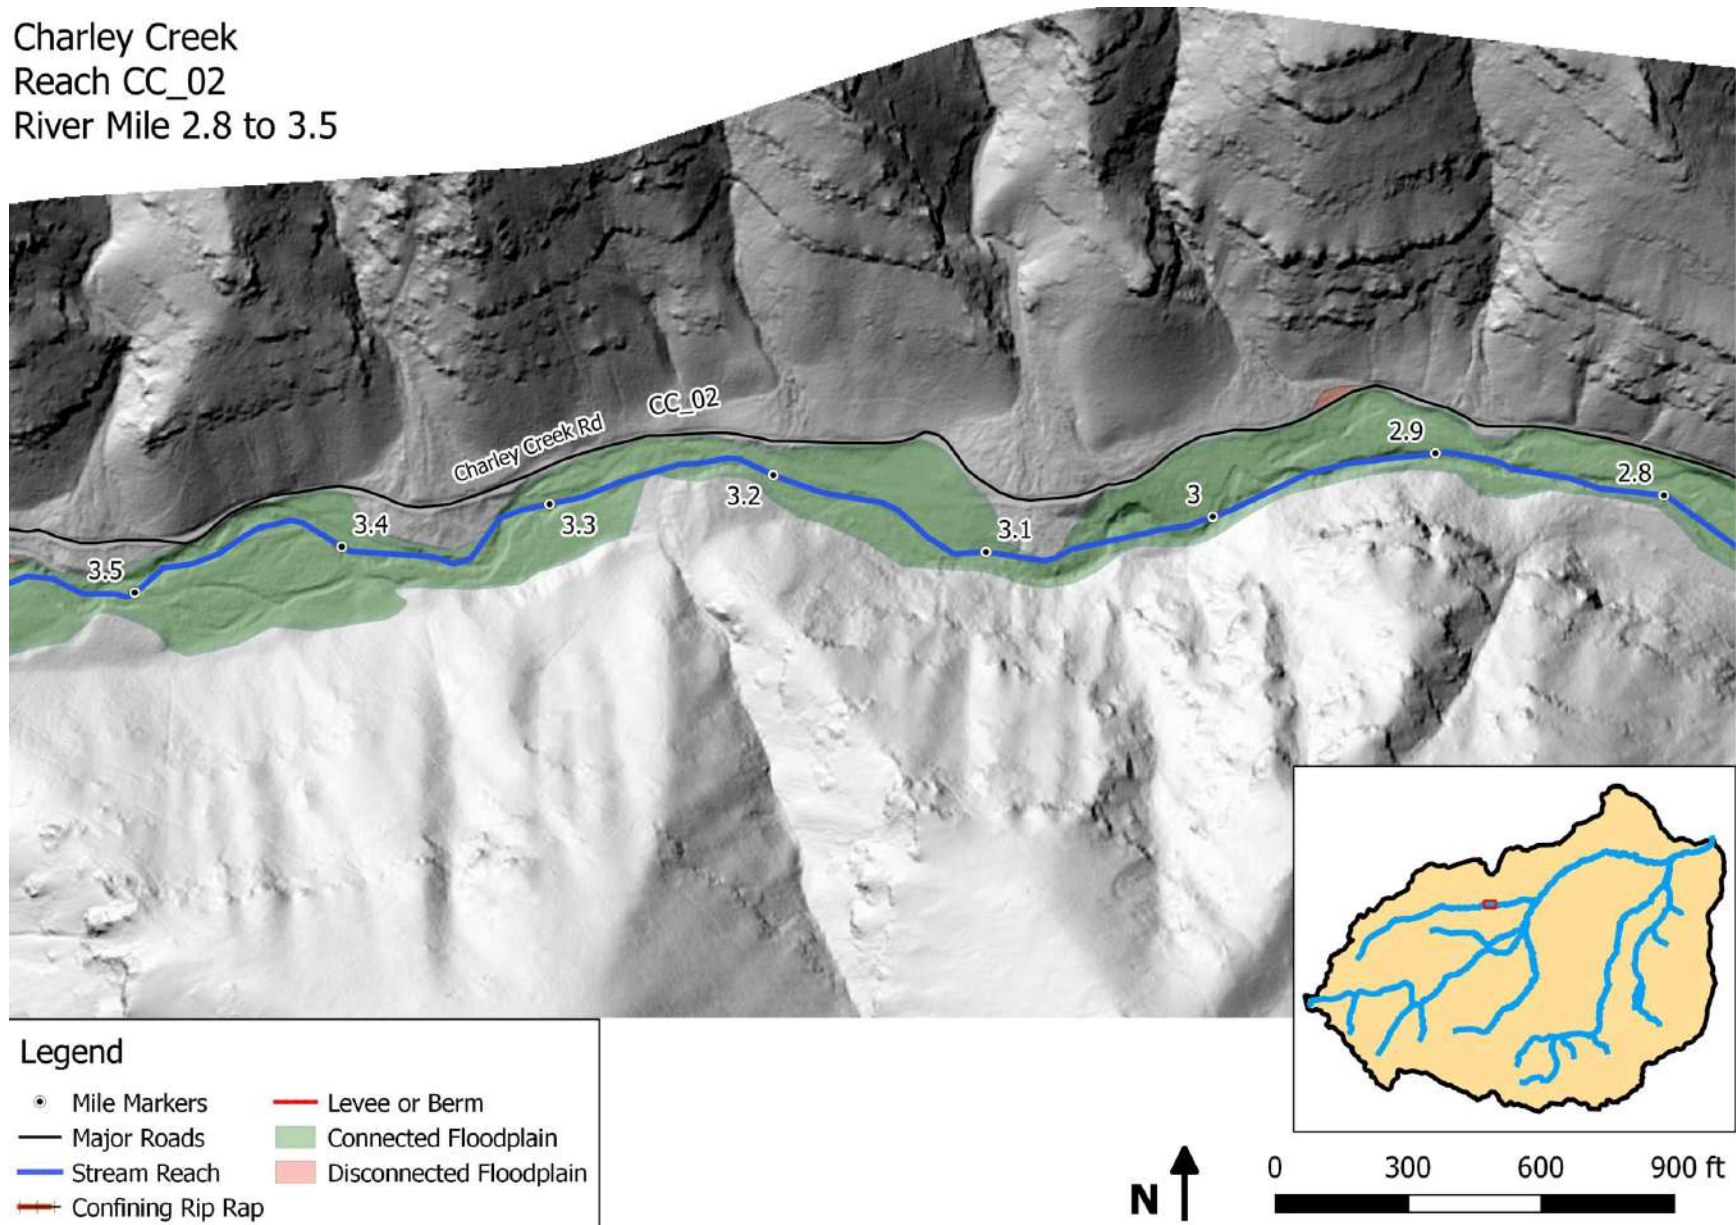 Charley Creek
Reach CC_02
River Mile 2.8 to 3.5
CC_02
Charley Creek Rd
2.9
2.8
3
3.4
3.3
3.2
3.1
3.5
Legend
Mile Markers
Major Roads
Stream Reach
Confining Rip Rap
Levee or Berm
Connected Floodplain
Disconnected Floodplain
N
0 300 600 900 ft